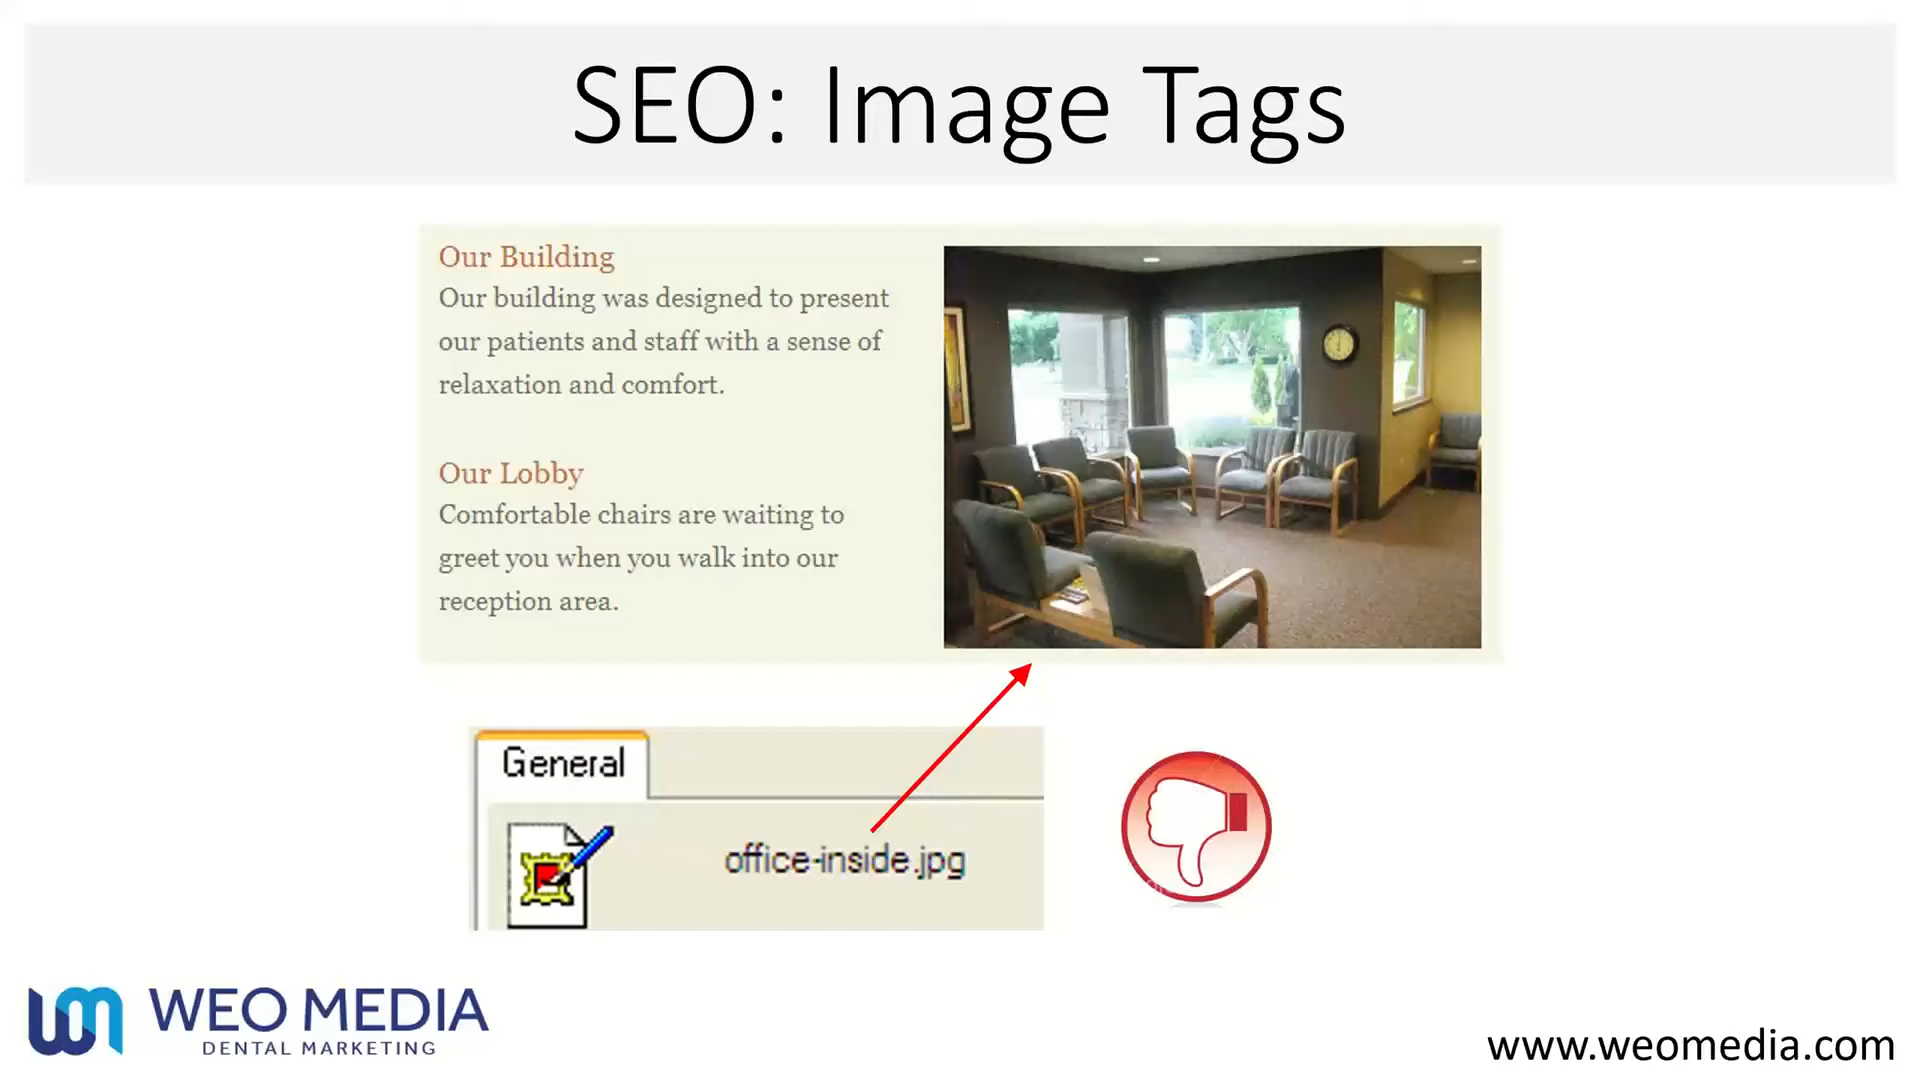 SEO: Image Tags
Our Building
Our building was designed to present
our patients and staff with a sense of
relaxation and comfort.
Our Lobby
Comfortable chairs are waiting to
greet you when you walk into our
reception area.
General
office-inside.jpg
WEO MEDIA
DENTAL MARKETING
www.weomedia.com